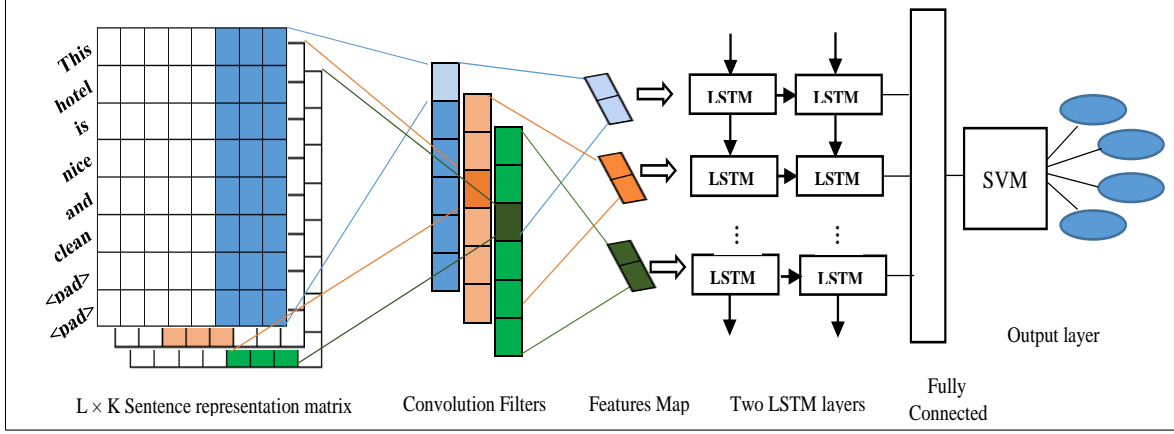 This
hotel
is
nice
and
clean
<pad>
<pad>
LSTM
LSTM
LSTM
LSTM
⋮
⋮
LSTM
LSTM
SVM
L × K Sentence representation matrix
Convolution Filters
Features Map
Two LSTM layers
Fully
Connected
Output layer